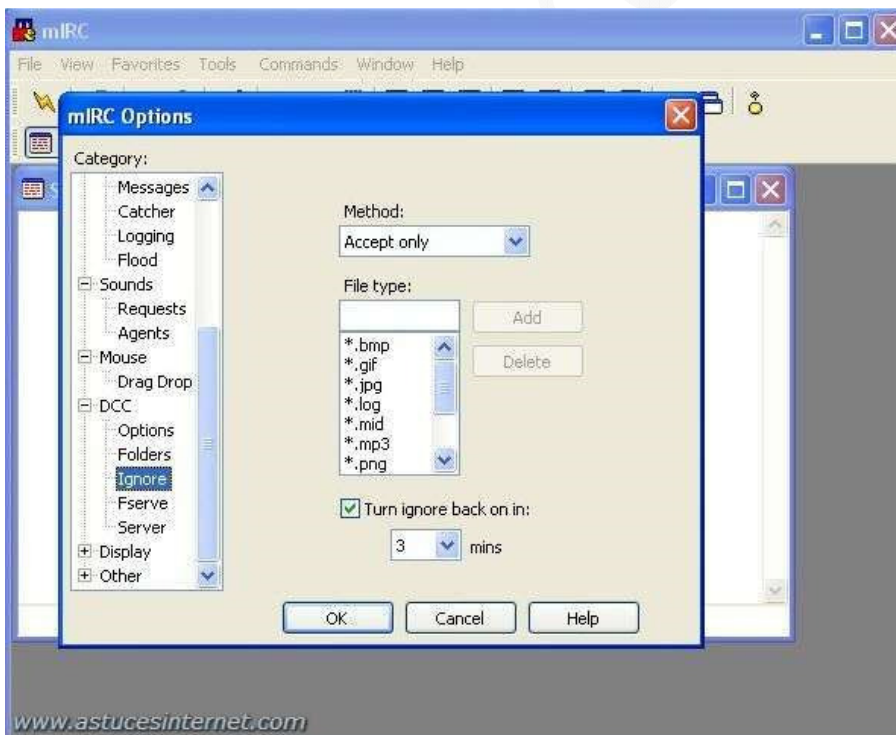 mIRC
File View Favorites Tools Commands Window Help
mIRC Options
Category:
Messages
Catcher
Logging
Flood
Sounds
Requests
Agents
Mouse
Drag Drop
DCC
Options
Folders
Ignore
Fserve
Server
Display
Other
Method:
Accept only
File type:
Add
*.bmp
*.gif
*.jpg
*.log
*.mid
*.mp3
*.png
Delete
Turn ignore back on in:
3 mins
OK Cancel Help
www.astucesinternet.com